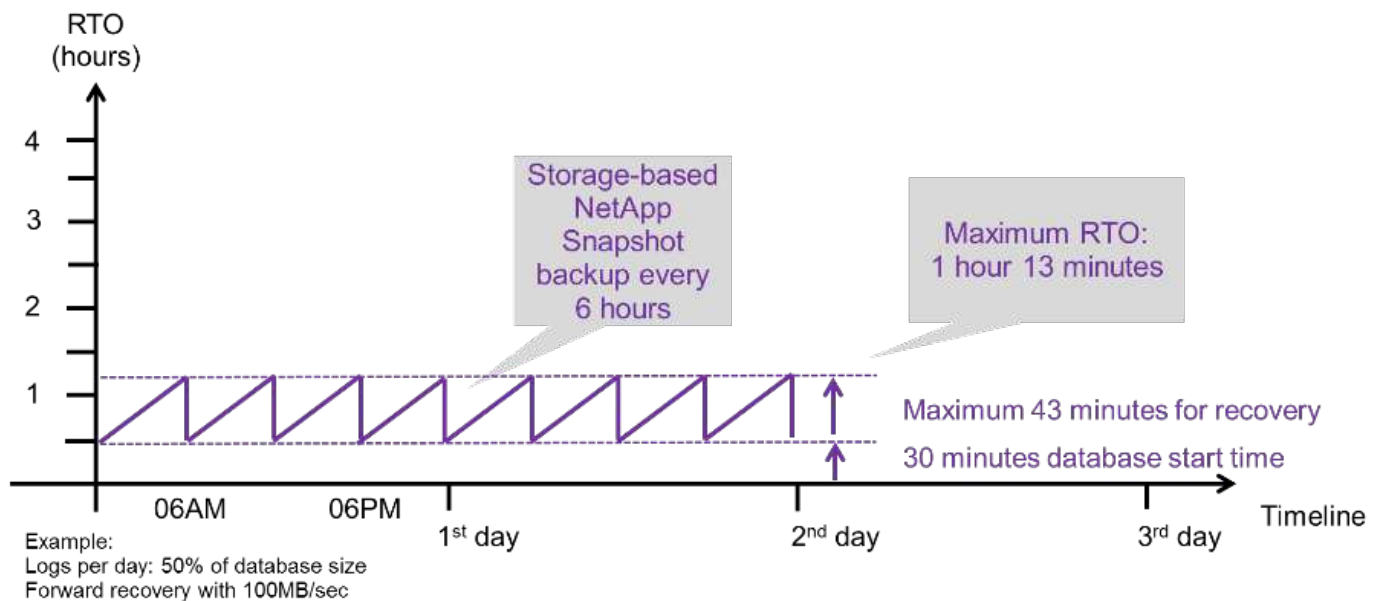 RTO
(hours)
4
3
2
1
Storage-based
NetApp
Snapshot
backup every
6 hours
Maximum RTO:
1 hour 13 minutes
Maximum 43 minutes for recovery
30 minutes database start time
06AM
06PM
1st day
2nd day
3rd day
Timeline
Example:
Logs per day: 50% of database size
Forward recovery with 100MB/sec